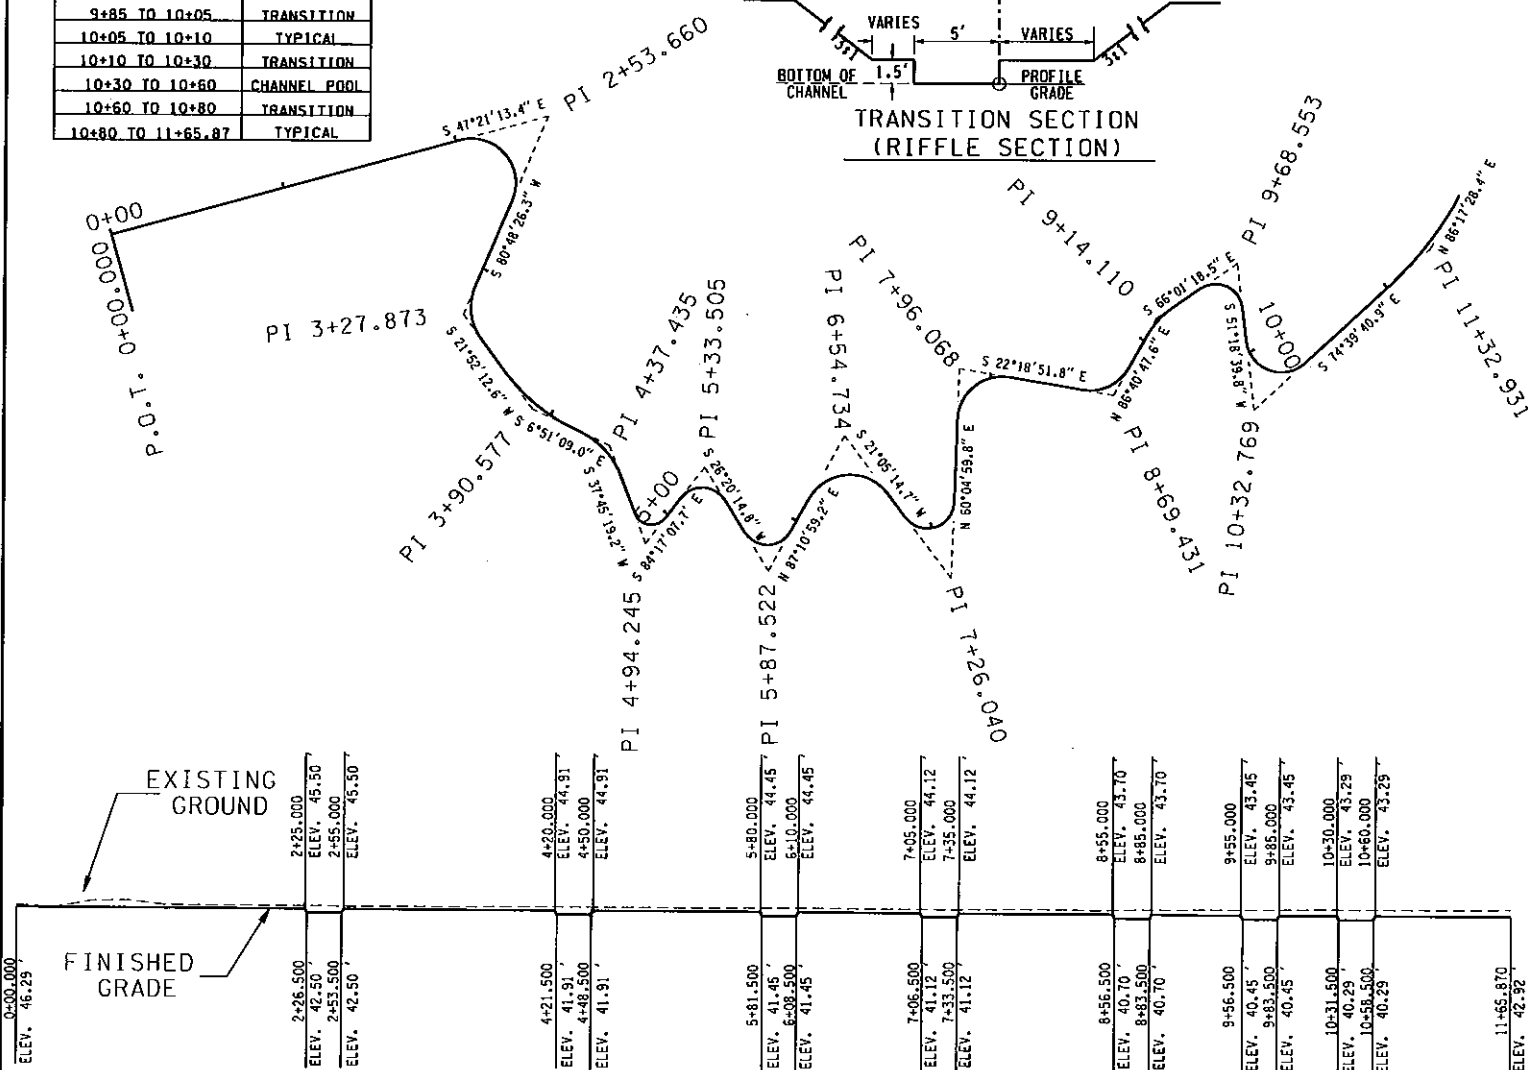 9+85 TO 10+05 TRANSITION
10+05 TO 10+10 TYPICAL
10+10 TO 10+30 TRANSITION
10+30 TO 10+60 CHANNEL POOL
10+60 TO 10+80 TRANSITION
10+80 TO 11+65.87 TYPICAL
VARIES
5'
VARIES
3:1
3:1
1.5'
BOTTOM OF
CHANNEL
PROFILE
GRADE
TRANSITION SECTION
(RIFFLE SECTION)
0+00
P.O.T. 0+00.000
S 47°21'13.4" E
PI 2+53.660
S 80°48'26.3" W
PI 3+27.873
S 21°52'12.6" W
PI 3+90.577
S 6°51'09.0" E
PI 4+37.435
S 37°45'19.2" W
PI 4+94.245
5+00
S 84°17'07.7" E
PI 5+33.505
S 26°20'14.8" W
PI 5+87.522
N 87°10'59.2" E
PI 6+54.734
S 21°05'14.7" W
PI 7+26.040
N 60°04'59.8" E
PI 7+96.068
S 22°18'51.8" E
PI 8+69.431
N 86°40'47.6" E
PI 9+14.110
S 66°01'18.5" E
PI 9+68.553
S 51°18'39.8" W
10+00
PI 10+32.769
S 74°39'40.9" E
PI 11+32.931
N 86°17'28.4" E
EXISTING
GROUND
FINISHED
GRADE
2+25.000
ELEV. 45.50'
2+55.000
ELEV. 45.50'
4+20.000
ELEV. 44.91'
4+50.000
ELEV. 44.91'
5+80.000
ELEV. 44.45'
6+10.000
ELEV. 44.45'
7+05.000
ELEV. 44.12'
7+35.000
ELEV. 44.12'
8+55.000
ELEV. 43.70'
8+85.000
ELEV. 43.70'
9+55.000
ELEV. 43.45'
9+85.000
ELEV. 43.45'
10+30.000
ELEV. 43.29'
10+60.000
ELEV. 43.29'
0+00.000
ELEV. 46.29'
2+26.500
ELEV. 42.50'
2+53.500
ELEV. 42.50'
4+21.500
ELEV. 41.91'
4+48.500
ELEV. 41.91'
5+81.500
ELEV. 41.45'
6+08.500
ELEV. 41.45'
7+06.500
ELEV. 41.12'
7+33.500
ELEV. 41.12'
8+56.500
ELEV. 40.70'
8+83.500
ELEV. 40.70'
9+56.500
ELEV. 40.45'
9+83.500
ELEV. 40.45'
10+31.500
ELEV. 40.29'
10+58.500
ELEV. 40.29'
11+65.870
ELEV. 42.92'